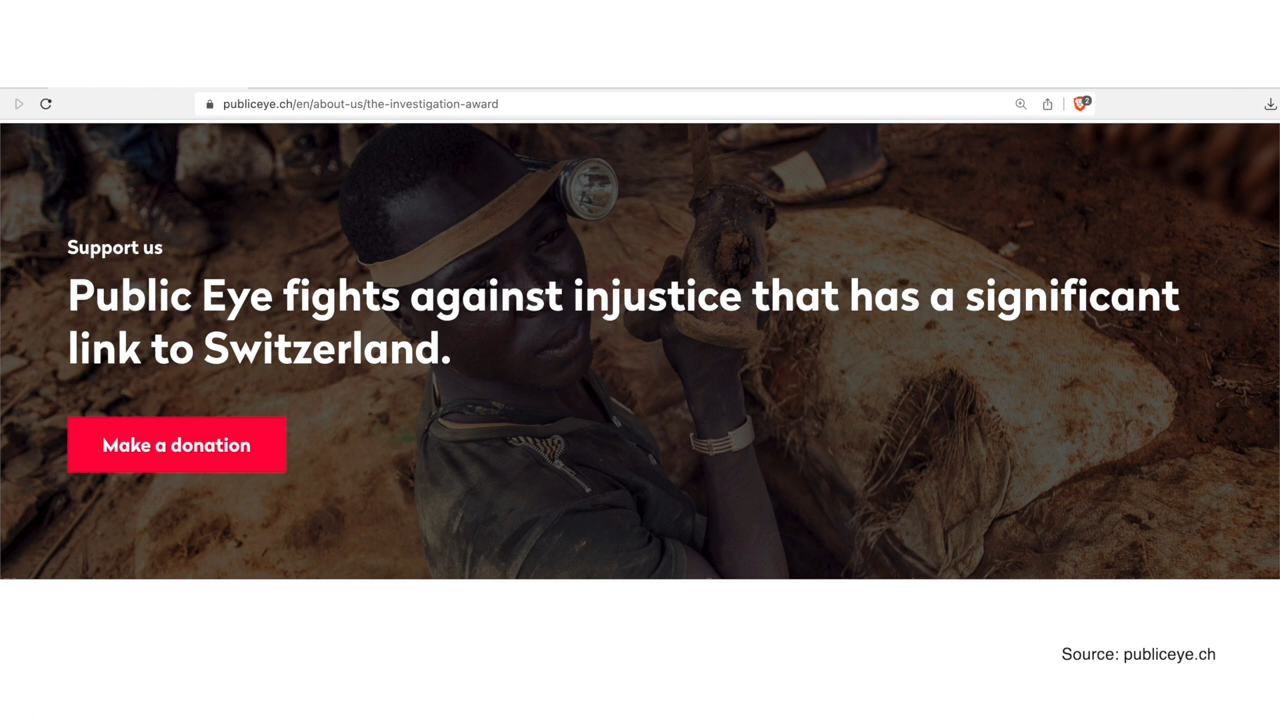 publiceye.ch/en/about-us/the-investigation-award
2
Support us
Public Eye fights against injustice that has a significant
link to Switzerland.
Make a donation
Source: publiceye.ch